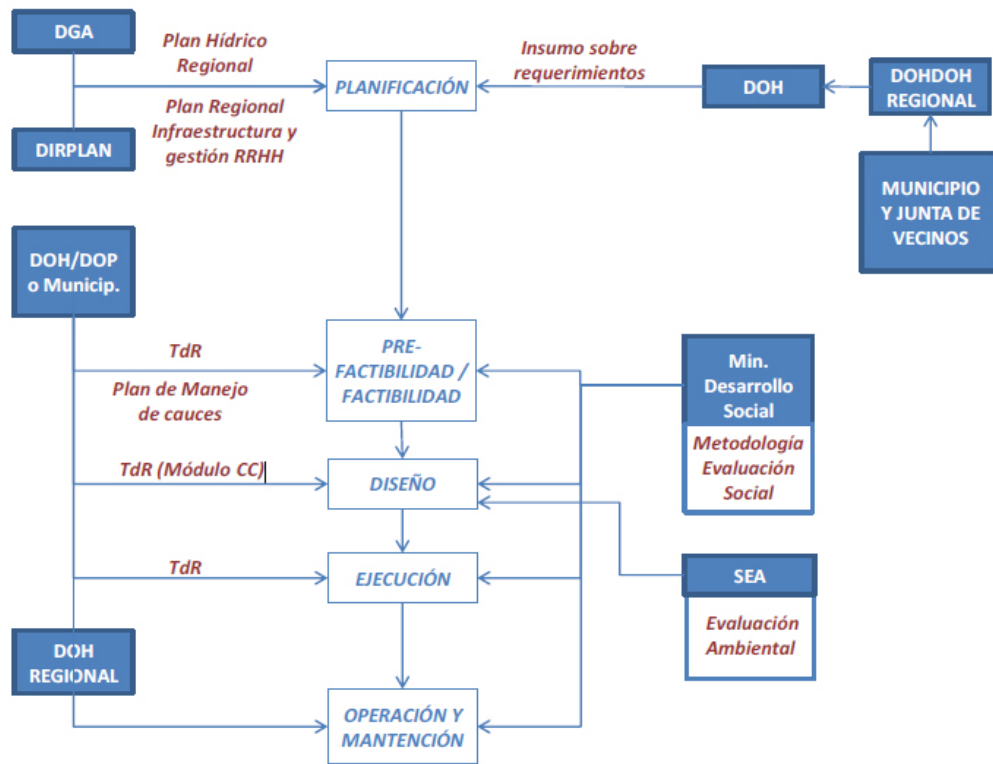 DGA
Plan Hídrico
Regional
Plan Regional
Infraestructura y
gestión RRHH
DIRPLAN
PLANIFICACIÓN
Insumo sobre
requerimientos
DOH
DOHDOH
REGIONAL
MUNICIPIO
Y JUNTA DE
VECINOS
DOH/DOP
o Municip.
TdR
Plan de Manejo
de cauces
PRE-
FACTIBILIDAD /
FACTIBILIDAD
Min.
Desarrollo
Social
Metodología
Evaluación
Social
TdR (Módulo CC)
DISEÑO
TdR
EJECUCIÓN
SEA
Evaluación
Ambiental
DOH
REGIONAL
OPERACIÓN Y
MANTENCIÓN